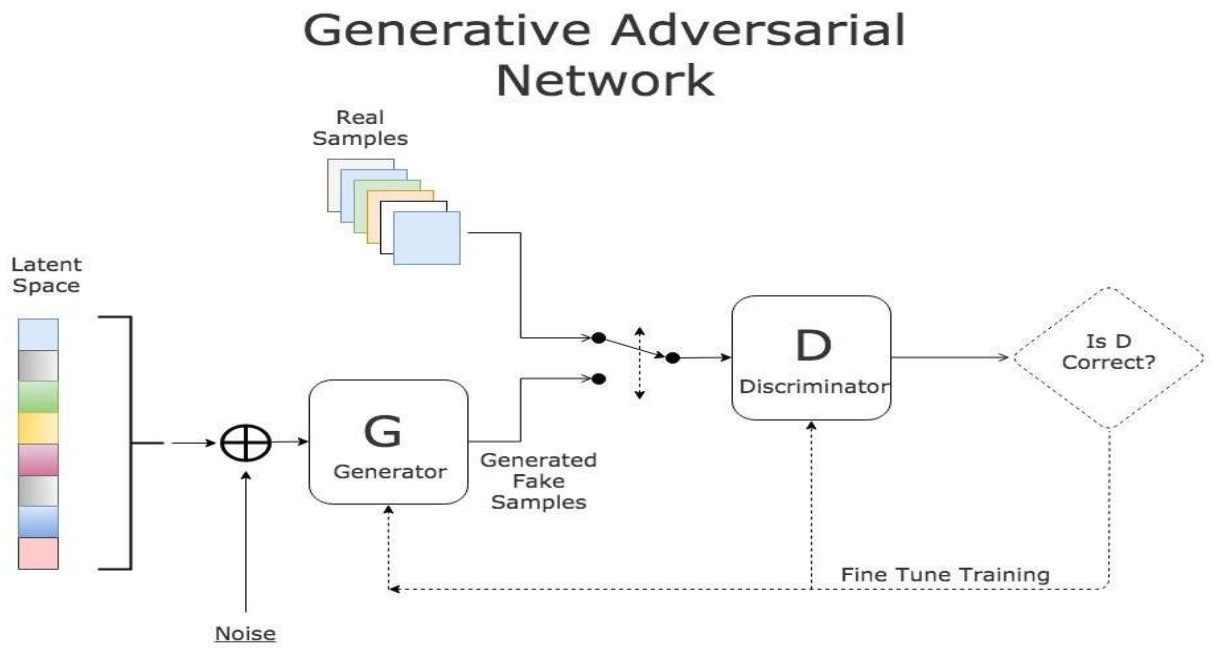 Generative Adversarial
Network
Real
Samples
Latent
Space
Is D
Correct?
D
Discriminator
G
Generator
Generated
Fake
Samples
Fine Tune Training
Noise